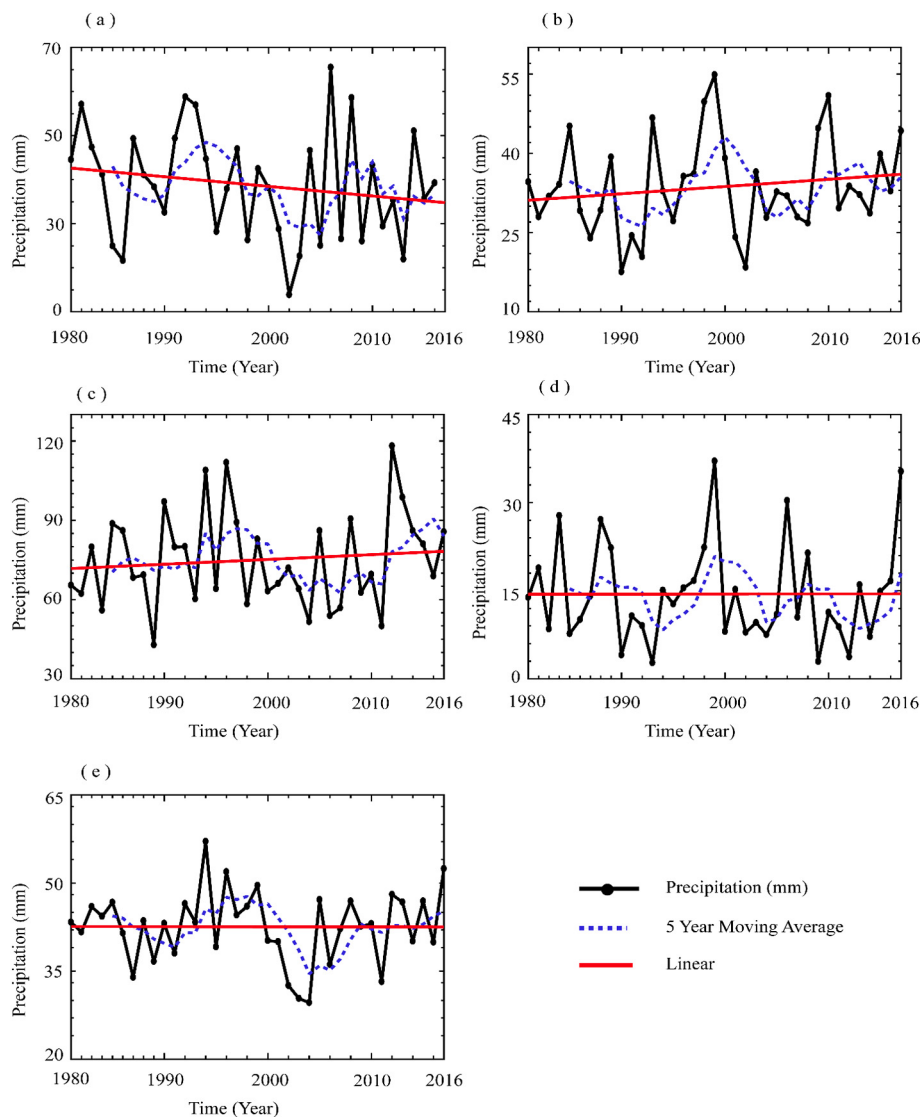 ( a )
Precipitation (mm)
70
50
30
0
1980
1990
2000
2010
2016
Time (Year)
( b )
Precipitation (mm)
55
40
25
10
1980
1990
2000
2010
2016
Time (Year)
( c )
Precipitation (mm)
120
90
60
30
1980
1990
2000
2010
2016
Time (Year)
( d )
Precipitation (mm)
45
30
15
0
1980
1990
2000
2010
2016
Time (Year)
( e )
Precipitation (mm)
65
50
35
20
1980
1990
2000
2010
2016
Time (Year)
Precipitation (mm)
5 Year Moving Average
Linear